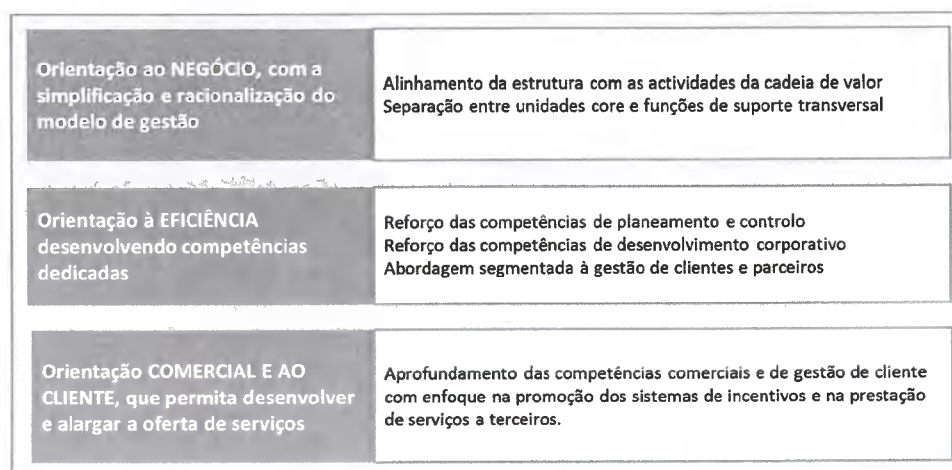 Orientação ao NEGÓCIO, com a
simplificação e racionalização do
modelo de gestão
Alinhamento da estrutura com as actividades da cadeia de valor
Separação entre unidades core e funções de suporte transversal
Orientação à EFICIÊNCIA
desenvolvendo competências
dedicadas
Reforço das competências de planeamento e controlo
Reforço das competências de desenvolvimento corporativo
Abordagem segmentada à gestão de clientes e parceiros
Orientação COMERCIAL E AO
CLIENTE, que permita desenvolver
e alargar a oferta de serviços
Aprofundamento das competências comerciais e de gestão de cliente
com enfoque na promoção dos sistemas de incentivos e na prestação
de serviços a terceiros.